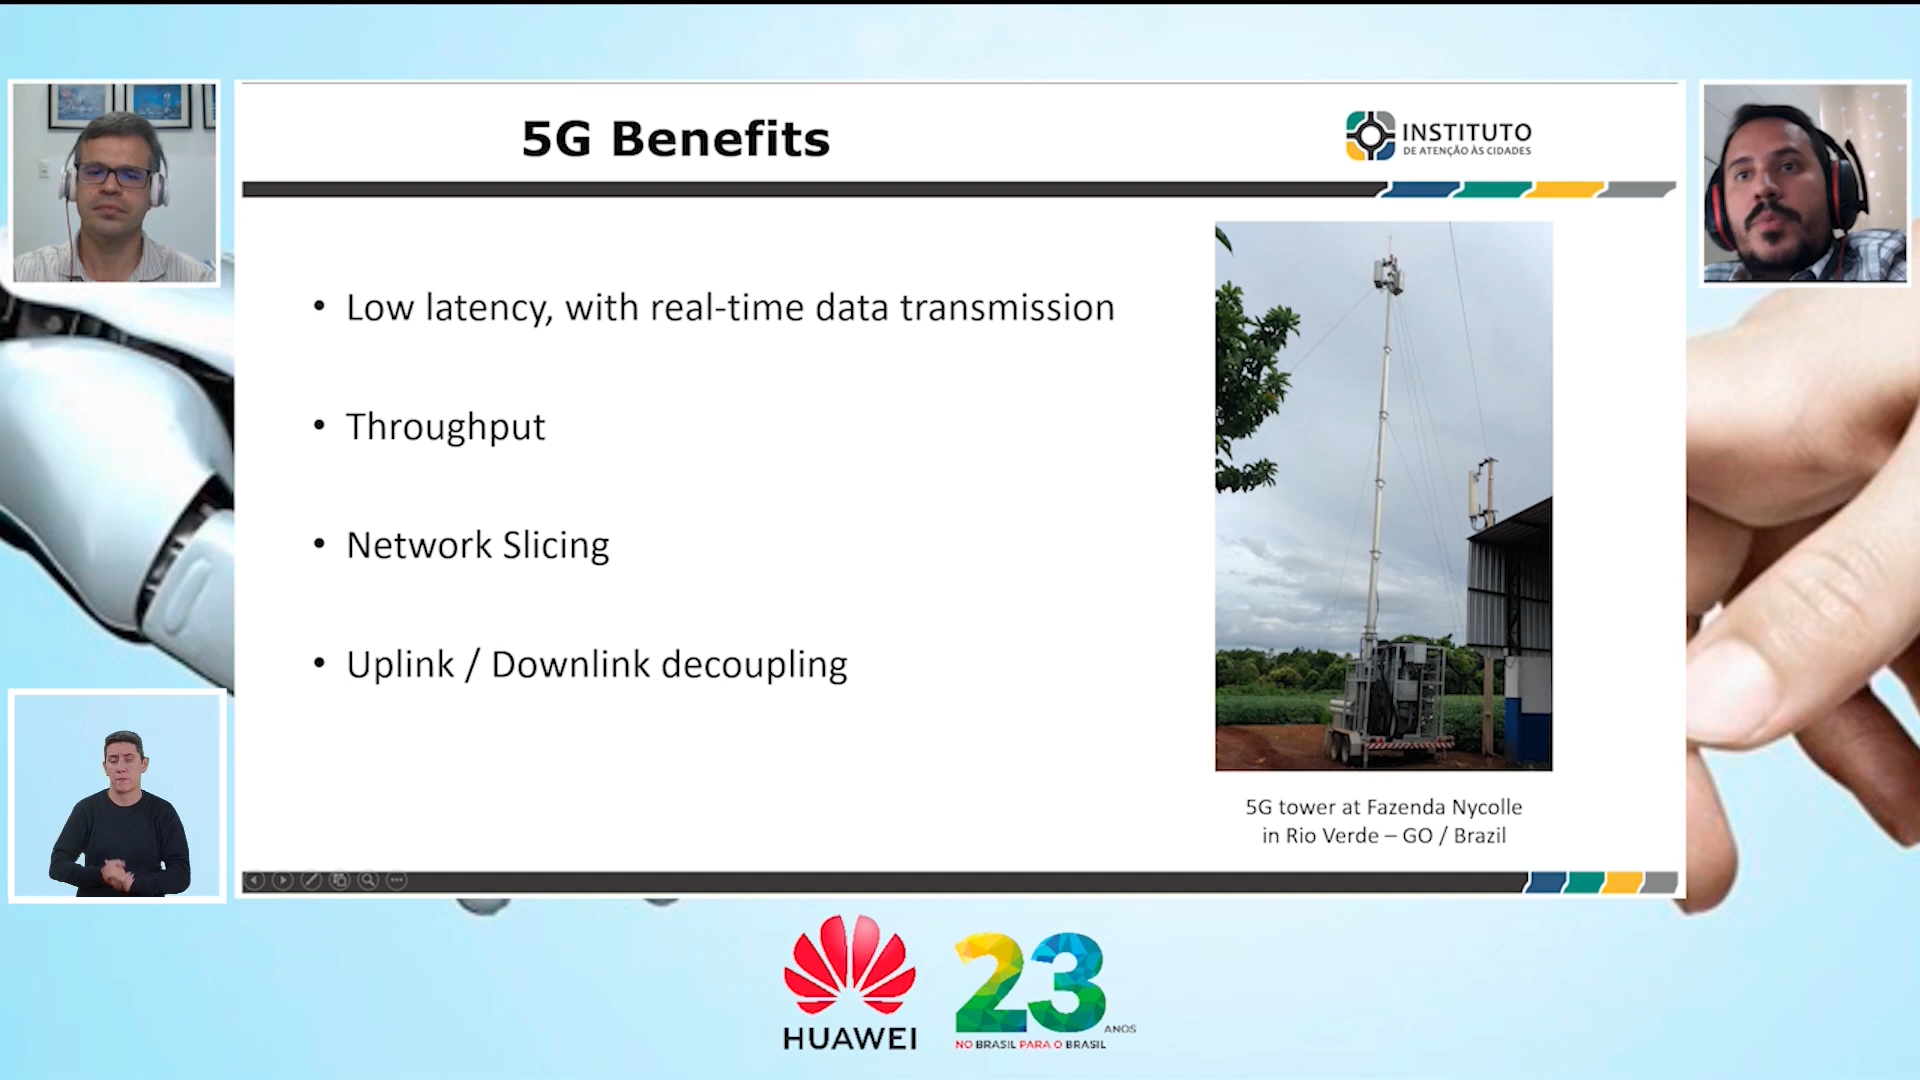 5G Benefits
INSTITUTO
DE ATENÇÃO ÀS CIDADES
• Low latency, with real-time data transmission
• Throughput
• Network Slicing
• Uplink / Downlink decoupling
5G tower at Fazenda Nycolle
in Rio Verde – GO / Brazil
HUAWEI
23
ANOS
NO BRASIL PARA O BRASIL